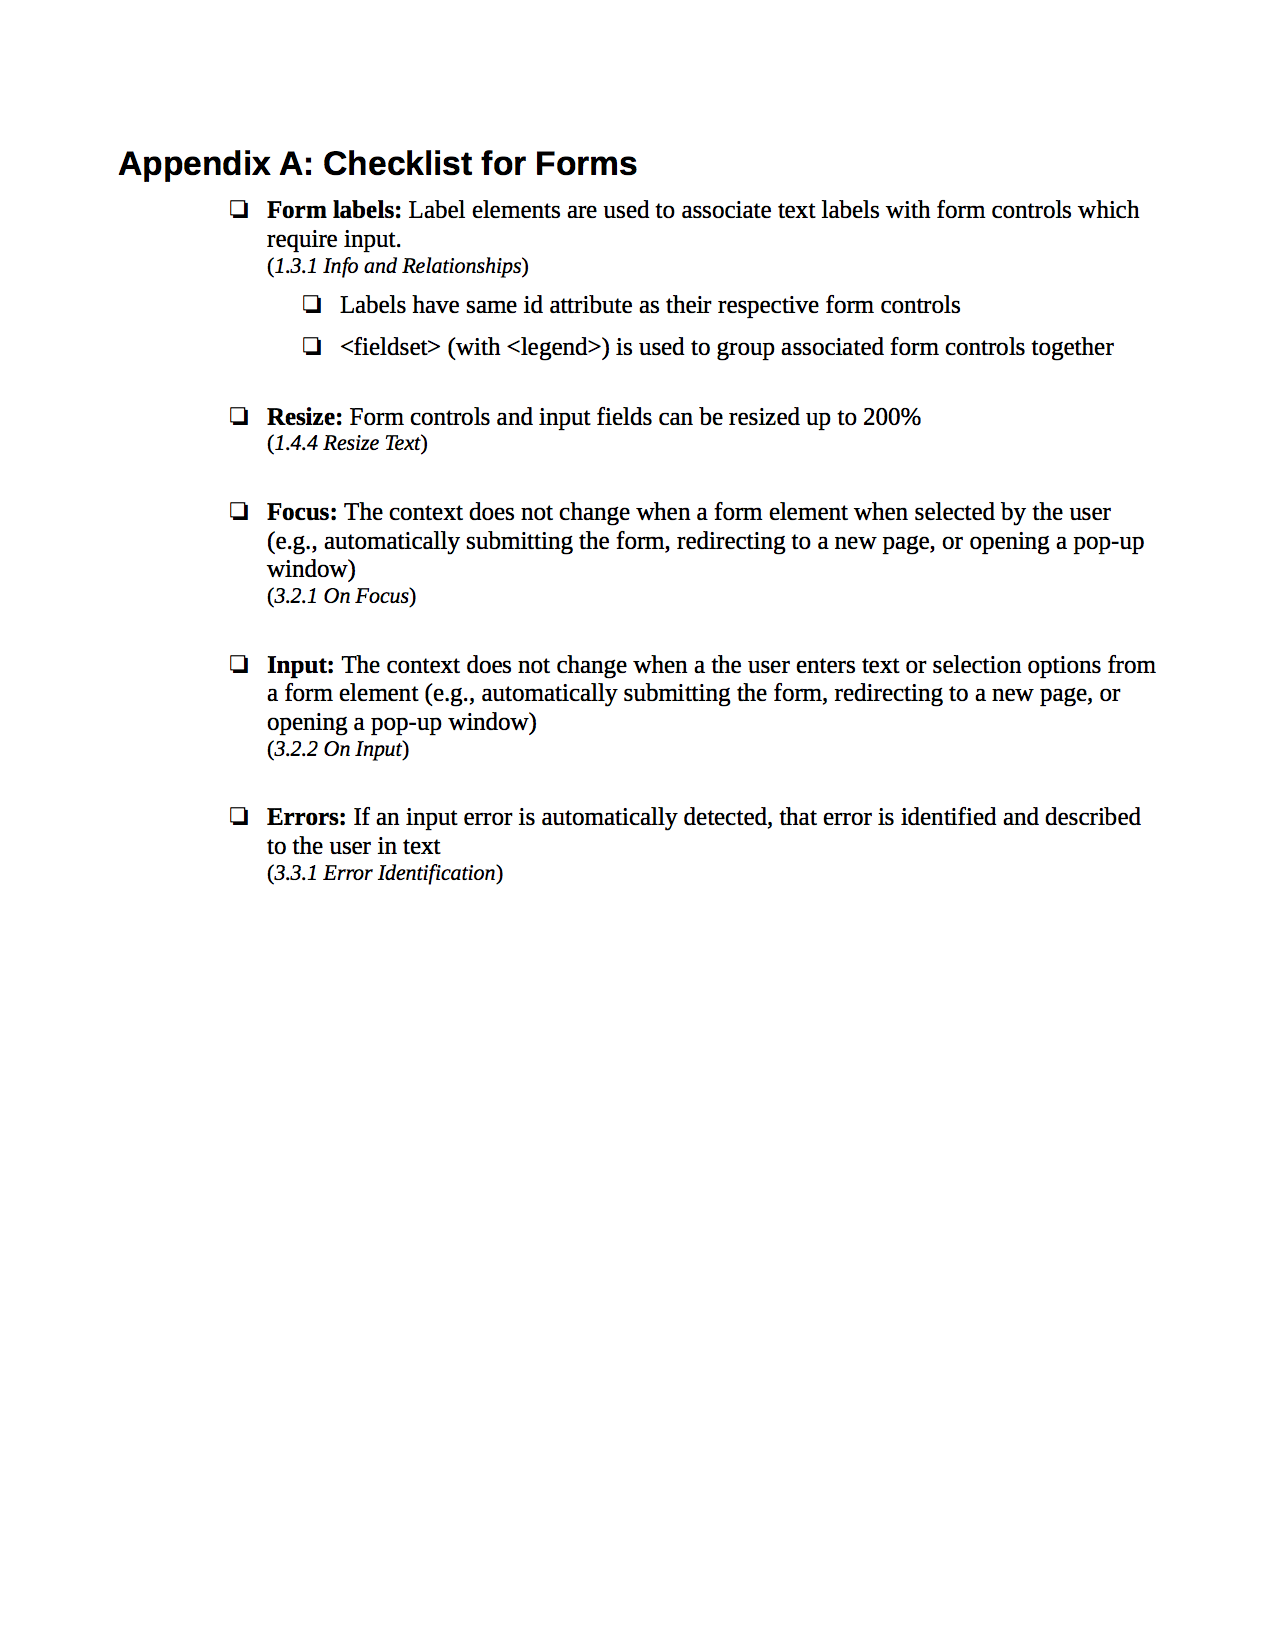 Appendix A: Checklist for Forms
❏ Form labels: Label elements are used to associate text labels with form controls which
require input.
(1.3.1 Info and Relationships)
❏ Labels have same id attribute as their respective form controls
❏ <fieldset> (with <legend>) is used to group associated form controls together
❏ Resize: Form controls and input fields can be resized up to 200%
(1.4.4 Resize Text)
❏ Focus: The context does not change when a form element when selected by the user
(e.g., automatically submitting the form, redirecting to a new page, or opening a pop-up
window)
(3.2.1 On Focus)
❏ Input: The context does not change when a the user enters text or selection options from
a form element (e.g., automatically submitting the form, redirecting to a new page, or
opening a pop-up window)
(3.2.2 On Input)
❏ Errors: If an input error is automatically detected, that error is identified and described
to the user in text
(3.3.1 Error Identification)